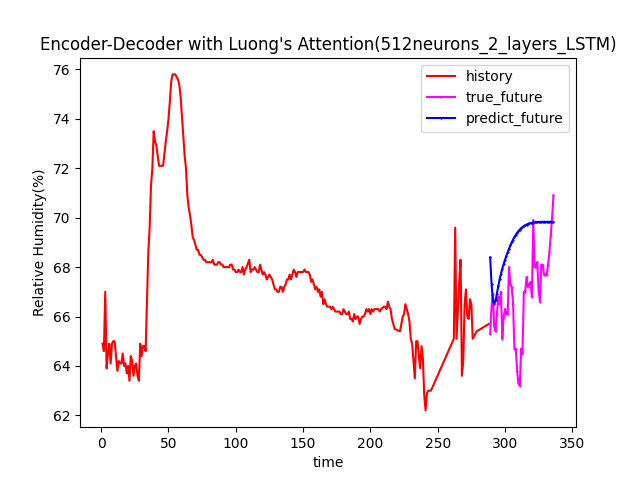 Encoder-Decoder with Luong's Attention(512neurons_2_layers_LSTM)
history
true_future
predict_future
Relative Humidity(%)
76
74
72
70
68
66
64
62
0 50 100 150 200 250 300 350
time